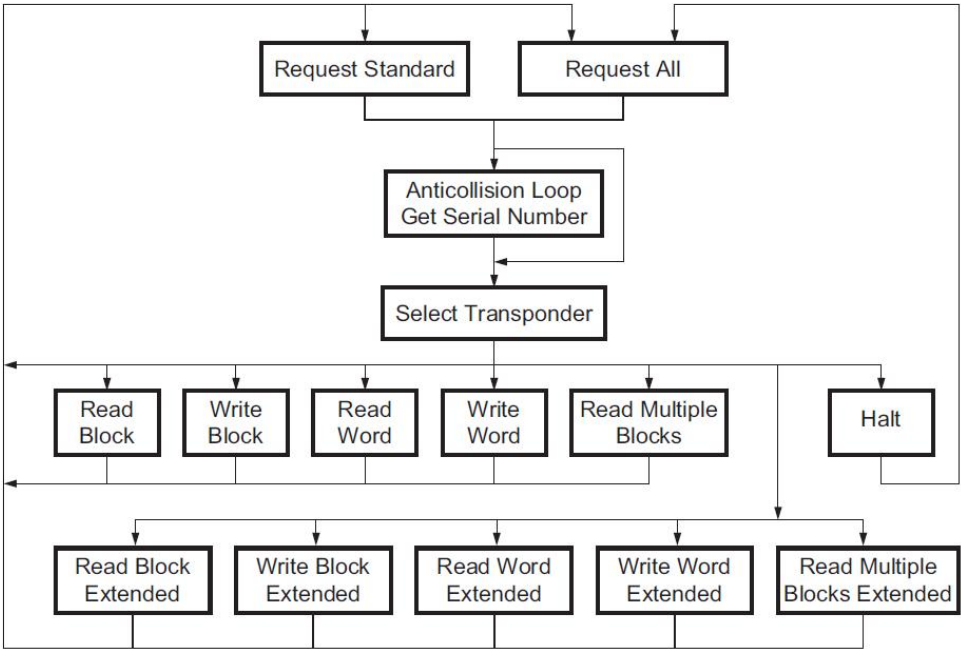 Request Standard
Request All
Anticollision Loop
Get Serial Number
Select Transponder
Read
Block
Write
Block
Read
Word
Write
Word
Read Multiple
Blocks
Halt
Read Block
Extended
Write Block
Extended
Read Word
Extended
Write Word
Extended
Read Multiple
Blocks Extended